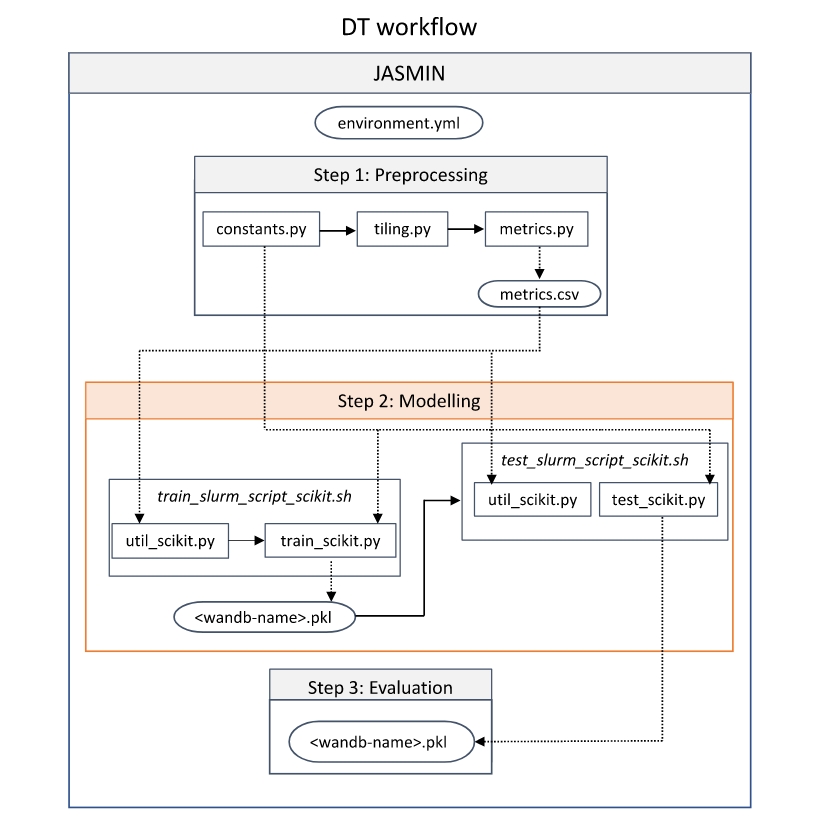 DT workflow
JASMIN
environment.yml
Step 1: Preprocessing
constants.py
tiling.py
metrics.py
metrics.csv
Step 2: Modelling
test_slurm_script_scikit.sh
util_scikit.py
test_scikit.py
train_slurm_script_scikit.sh
util_scikit.py
train_scikit.py
<wandb-name>.pkl
Step 3: Evaluation
<wandb-name>.pkl